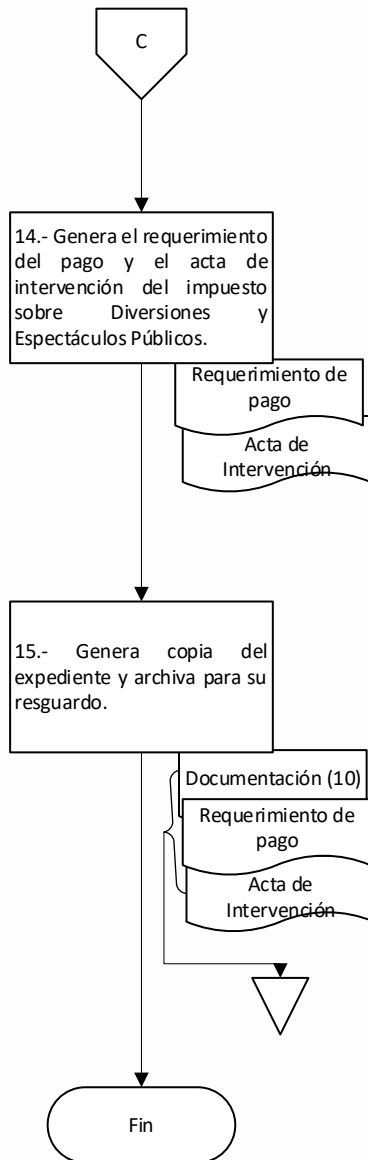 C
14.- Genera el requerimiento
del pago y el acta de
intervención del impuesto
sobre Diversiones y
Espectáculos Públicos.
Requerimiento de
pago
Acta de
Intervención
15.- Genera copia del
expediente y archiva para su
resguardo.
Documentación (10)
Requerimiento de
pago
Acta de
Intervención
Fin